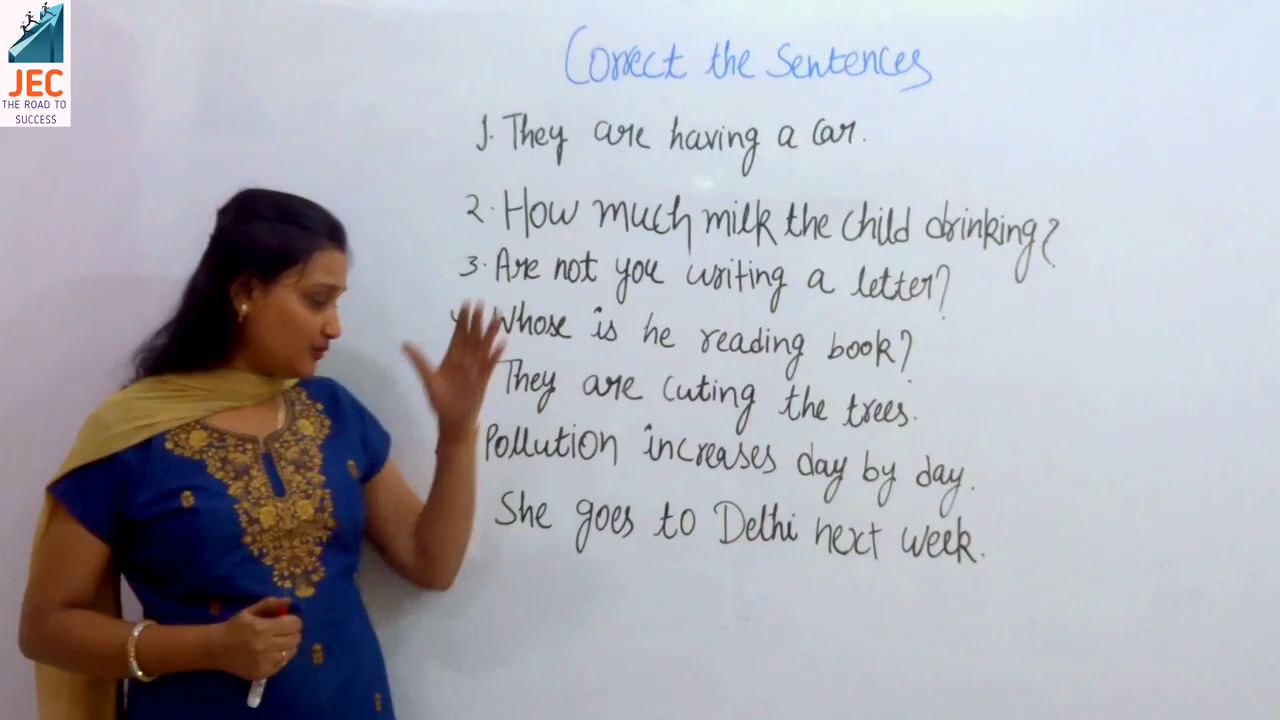 JEC
THE ROAD TO
SUCCESS
Correct the Sentences
1. They are having a car.
2. How much milk the child drinking?
3. Are not you writing a letter?
Whose is he reading book?
They are cuting the trees.
Pollution increases day by day.
She goes to Delhi next week.